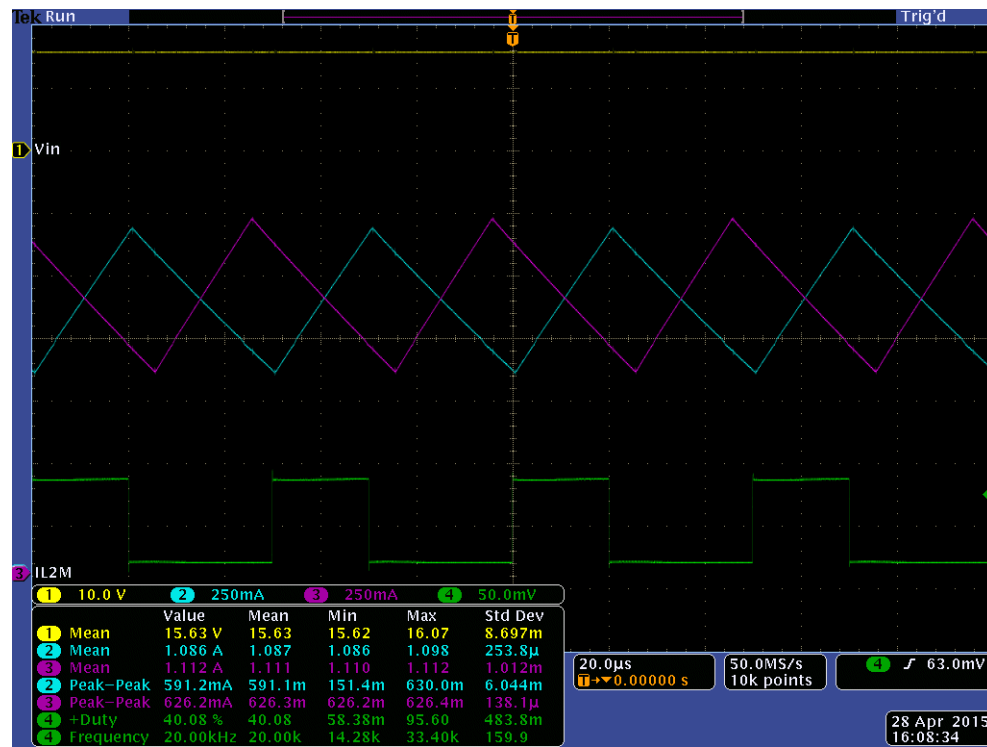 Tek Run Trig'd
T
T
1 Vin
3 IL2M
1 10.0 V 2 250mA 3 250mA 4 50.0mV
Value Mean Min Max Std Dev
1 Mean 15.63 V 15.63 15.62 16.07 8.697m
2 Mean 1.086 A 1.087 1.086 1.098 253.8µ
3 Mean 1.112 A 1.111 1.110 1.112 1.012m
2 Peak–Peak 591.2mA 591.1m 151.4m 630.0m 6.044m
3 Peak–Peak 626.2mA 626.3m 626.2m 626.4m 138.1µ
4 +Duty 40.08 % 40.08 58.38m 95.60 483.8m
4 Frequency 20.00kHz 20.00k 14.28k 33.40k 159.9
20.0µs
T→▼0.00000 s
50.0MS/s
10k points
4 ∫ 63.0mV
28 Apr 2015
16:08:34